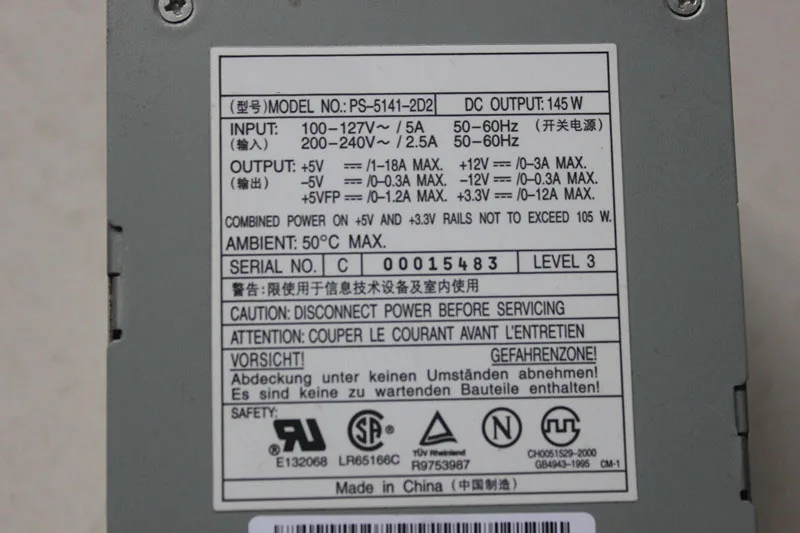 (型号)MODEL NO.: PS-5141-2D2 DC OUTPUT: 145 W
INPUT: 100-127V～ / 5A 50-60Hz (开关电源)
(输入) 200-240V～ / 2.5A 50-60Hz
OUTPUT: +5V ⎓ /1-18A MAX. +12V ⎓ /0-3A MAX.
(输出) -5V ⎓ /0-0.3A MAX. -12V ⎓ /0-0.3A MAX.
+5VFP ⎓ /0-1.2A MAX. +3.3V ⎓ /0-12A MAX.
COMBINED POWER ON +5V AND +3.3V RAILS NOT TO EXCEED 105 W.
AMBIENT: 50°C MAX.
SERIAL NO. C 00015483 LEVEL 3
警告:限使用于信息技术设备及室内使用
CAUTION: DISCONNECT POWER BEFORE SERVICING
ATTENTION: COUPER LE COURANT AVANT L'ENTRETIEN
VORSICHT! GEFAHRENZONE!
Abdeckung unter keinen Umständen abnehmen!
Es sind keine zu wartenden Bauteile enthalten!
SAFETY:
E132068 LR65166C TÜV Rheinland R9753987 N CH0051529-2000
GB4943-1995 CM-1
Made in China (中国制造)